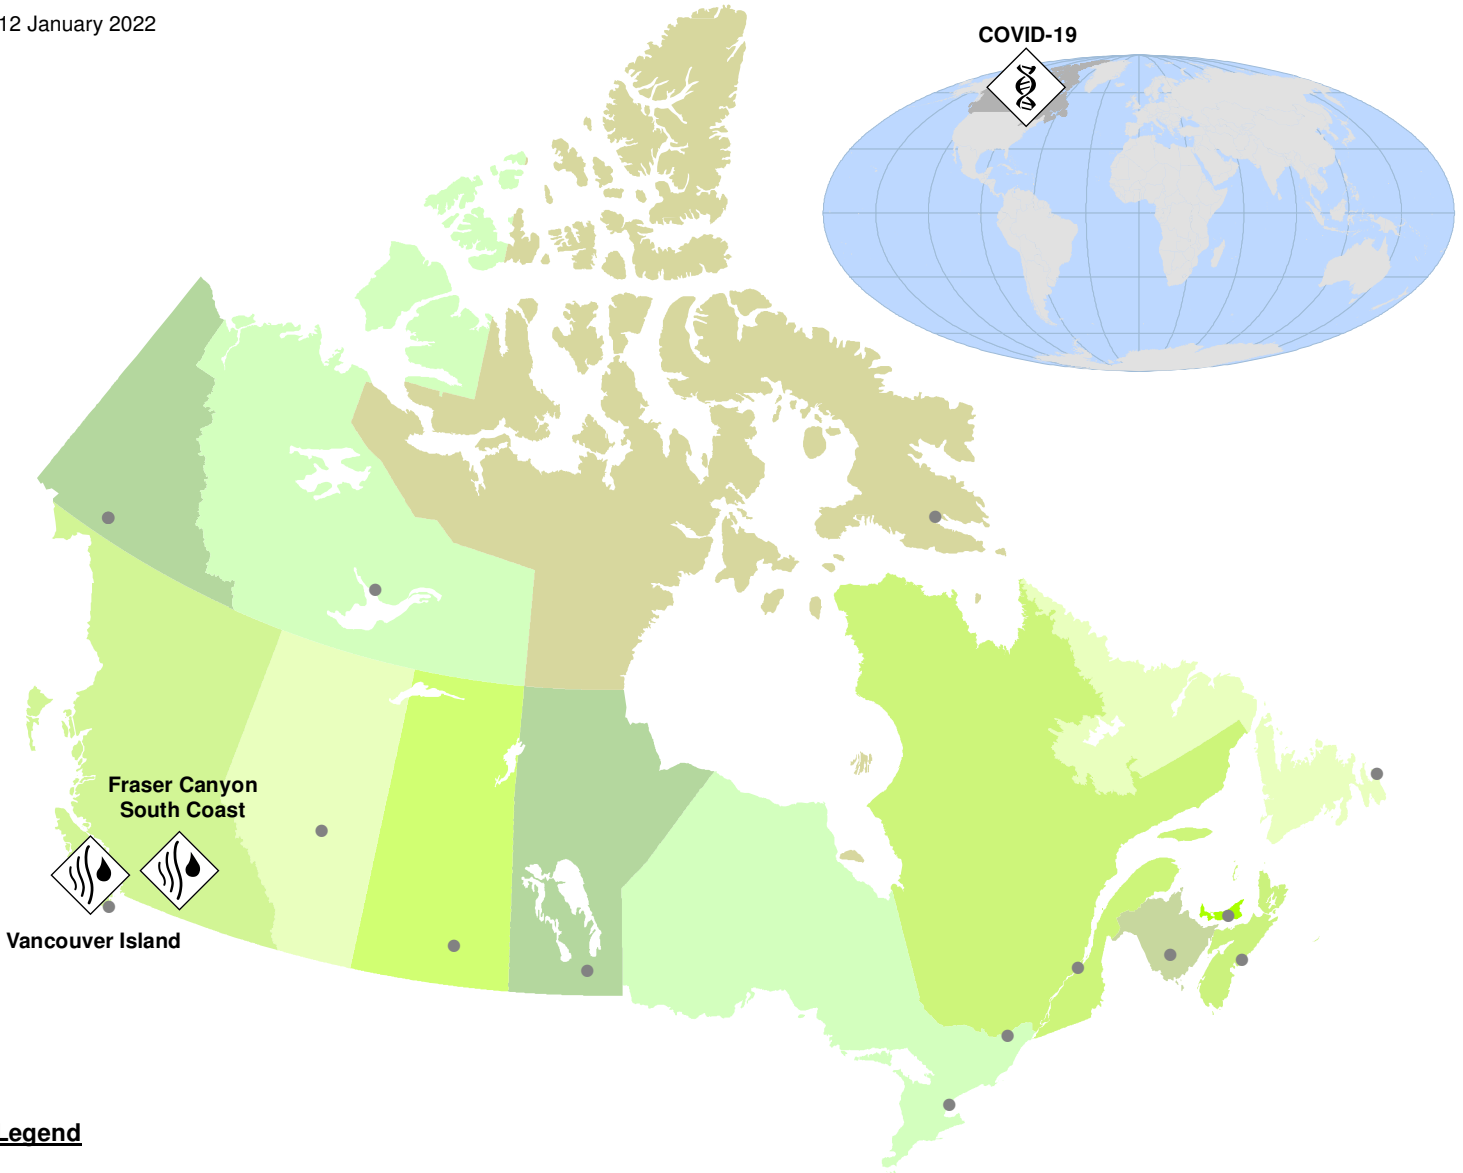 12 January 2022
COVID-19
Fraser Canyon
South Coast
Vancouver Island
Legend